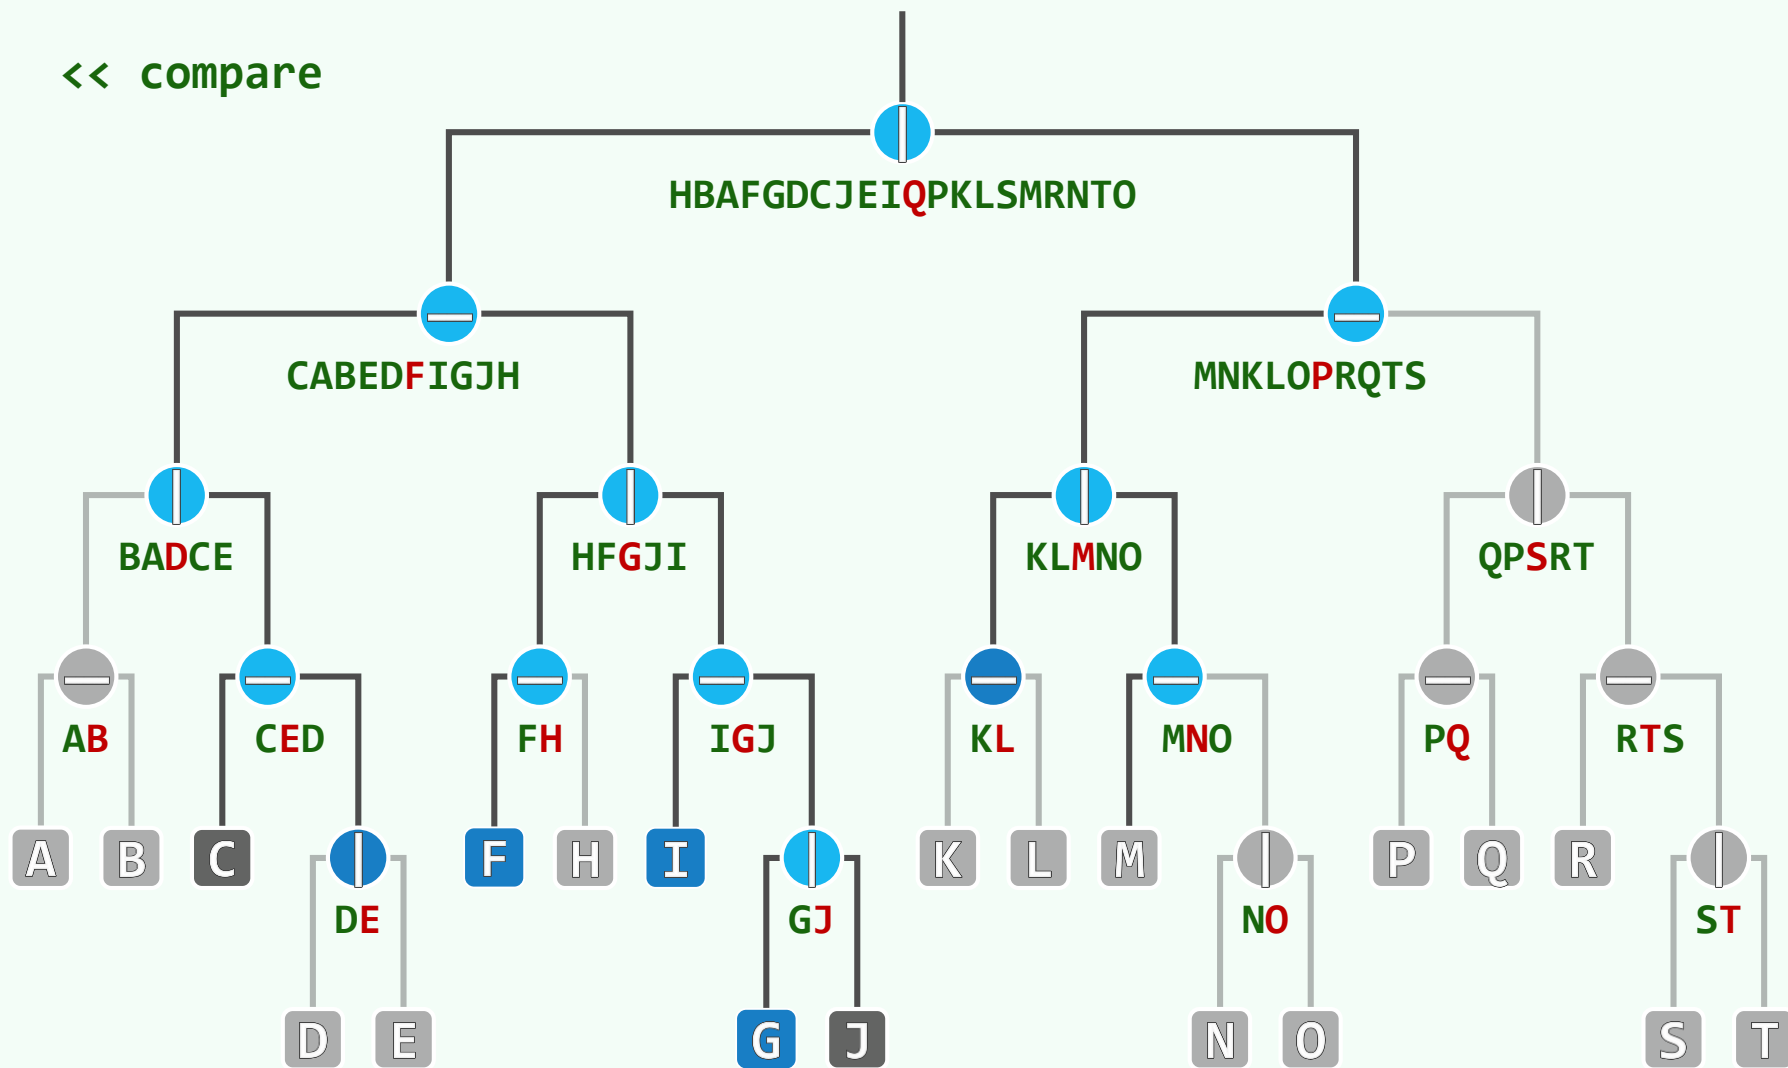 << compare
HBAFGDCJEIQPKLSMRNTO
CABEDFIGJH MNKLOPRQTS
BADCE HFGJI KLMNO QPSRT
AB CED FH IGJ KL MNO PQ RTS
A B C F H I K L M P Q R
DE GJ NO ST
D E G J N O S T